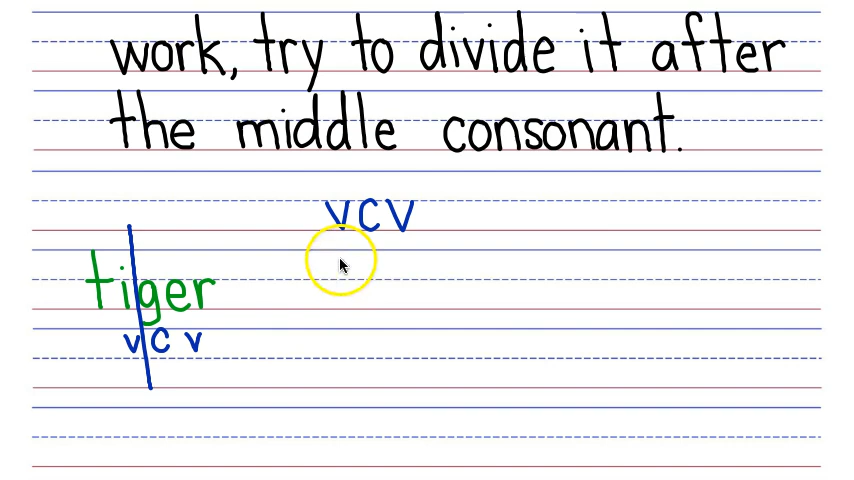 work, try to divide it after
the middle consonant.
vcv
tiger
vcv